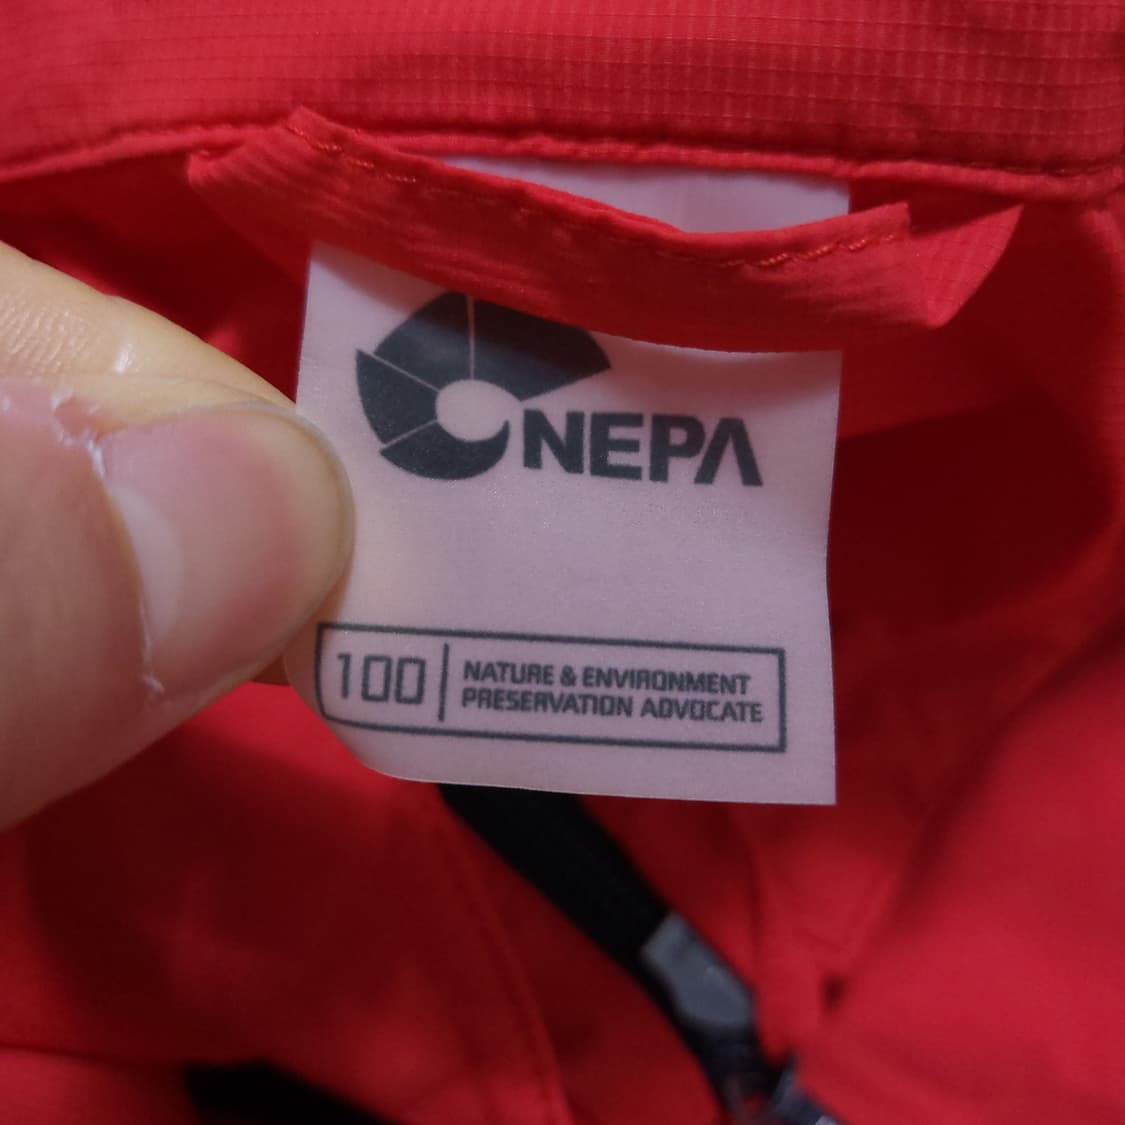 NEPA
100
NATURE & ENVIRONMENT
PRESERVATION ADVOCATE